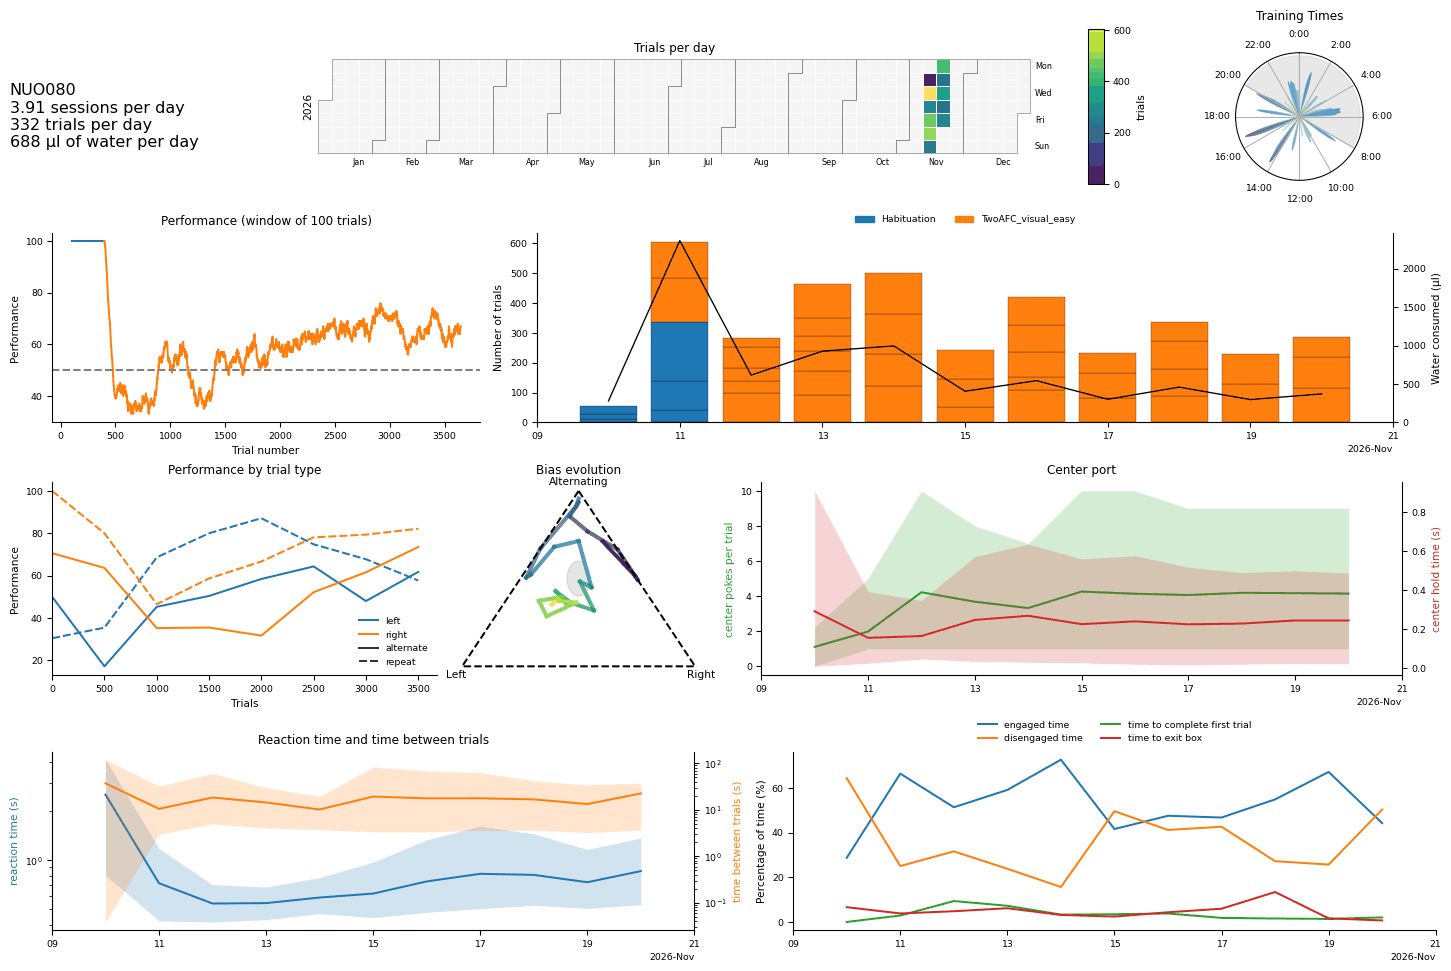 NUO080
3.91 sessions per day
332 trials per day
688 µl of water per day
Trials per day
2026
Jan Feb Mar Apr May Jun Jul Aug Sep Oct Nov Dec
Mon
Wed
Fri
Sun
600
400
200
0
trials
Training Times
0:00
2:00
4:00
6:00
8:00
10:00
12:00
14:00
16:00
18:00
20:00
22:00
Performance (window of 100 trials)
Performance
100
80
60
40
0 500 1000 1500 2000 2500 3000 3500
Trial number
Habituation TwoAFC_visual_easy
Number of trials
600
500
400
300
200
100
0
09 11 13 15 17 19 21
2026-Nov
2000
1500
1000
500
0
Water consumed (µl)
Performance by trial type
Performance
100
80
60
40
20
0 500 1000 1500 2000 2500 3000 3500
Trials
left
right
alternate
repeat
Bias evolution
Alternating
Left Right
Center port
center pokes per trial
10
8
6
4
2
0
09 11 13 15 17 19 21
2026-Nov
0.8
0.6
0.4
0.2
0.0
center hold time (s)
Reaction time and time between trials
reaction time (s)
10⁰
09 11 13 15 17 19 21
2026-Nov
10²
10¹
10⁰
10⁻¹
time between trials (s)
engaged time
disengaged time
time to complete first trial
time to exit box
Percentage of time (%)
60
40
20
0
09 11 13 15 17 19 21
2026-Nov